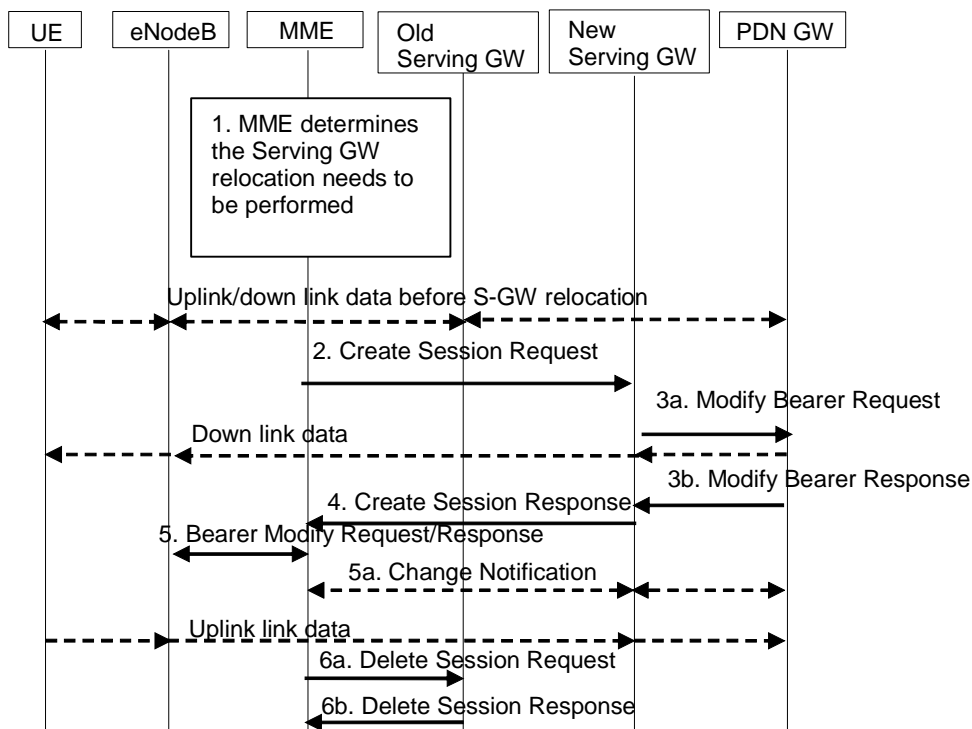 UE
eNodeB
MME
Old
Serving GW
New
Serving GW
PDN GW
1. MME determines
the Serving GW
relocation needs to
be performed
Uplink/down link data before S-GW relocation
2. Create Session Request
3a. Modify Bearer Request
Down link data
3b. Modify Bearer Response
4. Create Session Response
5. Bearer Modify Request/Response
5a. Change Notification
Uplink link data
6a. Delete Session Request
6b. Delete Session Response